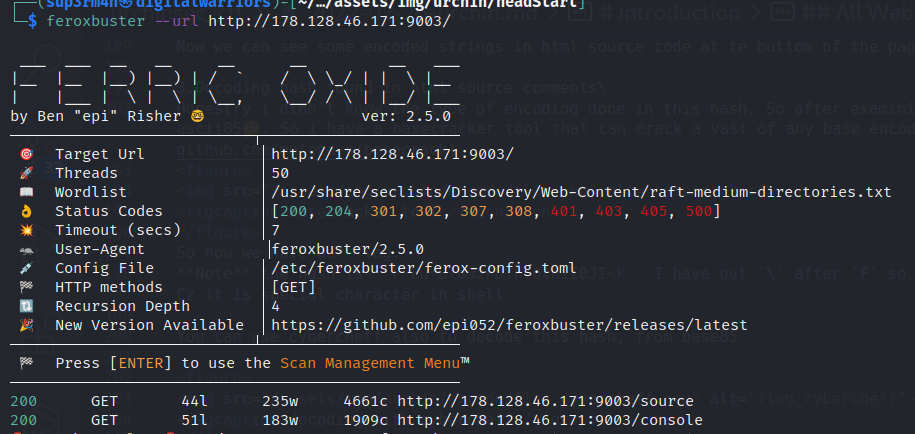 (sup3rm4n㉿digitalwarriors)-[~/…/assets/img/urchin/headStart]
$ feroxbuster --url http://178.128.46.171:9003/
FERRIC OXIDE
by Ben "epi" Risher 🤓 ver: 2.5.0
🎯 Target Url │ http://178.128.46.171:9003/
🚀 Threads │ 50
📖 Wordlist │ /usr/share/seclists/Discovery/Web-Content/raft-medium-directories.txt
👌 Status Codes │ [200, 204, 301, 302, 307, 308, 401, 403, 405, 500]
💥 Timeout (secs) │ 7
🦡 User-Agent │ feroxbuster/2.5.0
💉 Config File │ /etc/feroxbuster/ferox-config.toml
🏁 HTTP methods │ [GET]
🔃 Recursion Depth │ 4
🎉 New Version Available │ https://github.com/epi052/feroxbuster/releases/latest
🏁 Press [ENTER] to use the Scan Management Menu™
200 GET 44l 235w 4661c http://178.128.46.171:9003/source
200 GET 51l 183w 1909c http://178.128.46.171:9003/console